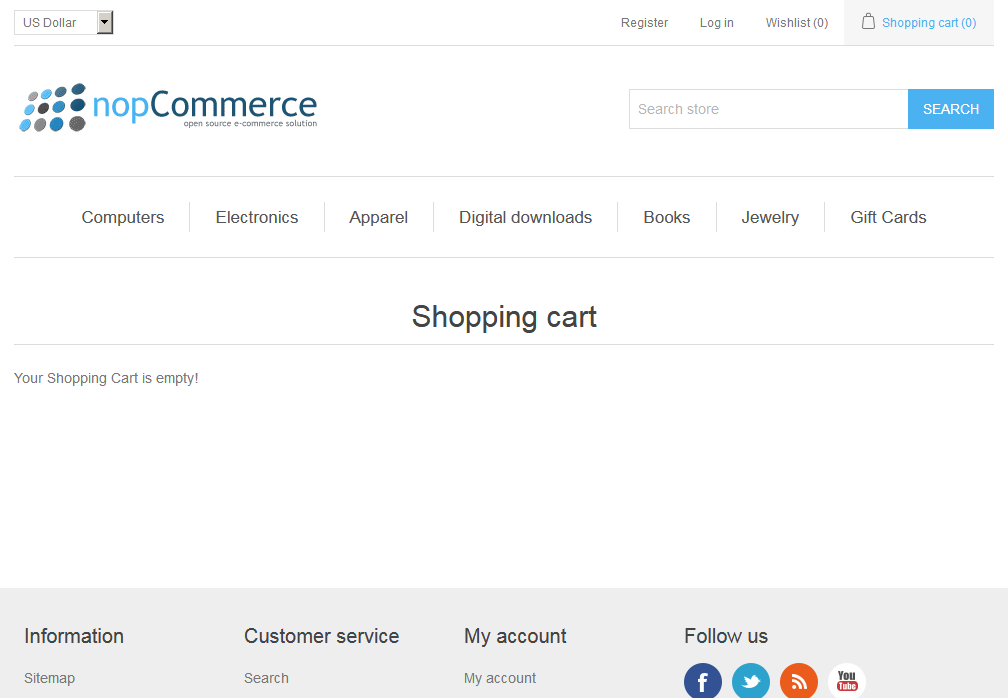 US Dollar
Register
Log in
Wishlist (0)
Shopping cart (0)
nopCommerce
open source e-commerce solution
Search store
SEARCH
Computers
Electronics
Apparel
Digital downloads
Books
Jewelry
Gift Cards
Shopping cart
Your Shopping Cart is empty!
Information
Customer service
My account
Follow us
Sitemap
Search
My account
f
You
Tube